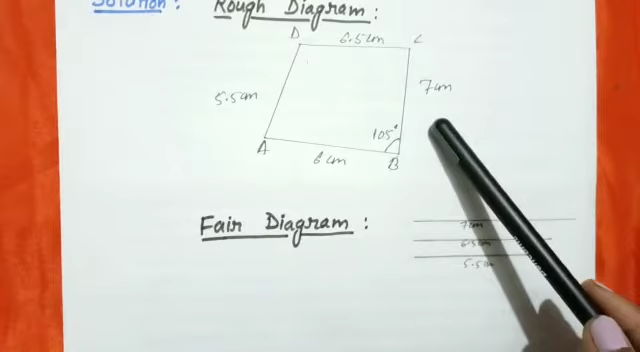 Solution: Rough Diagram:
D 6.5cm C
5.5cm 7cm
105°
A 6cm B
Fair Diagram:
7cm
6.5cm
5.5cm